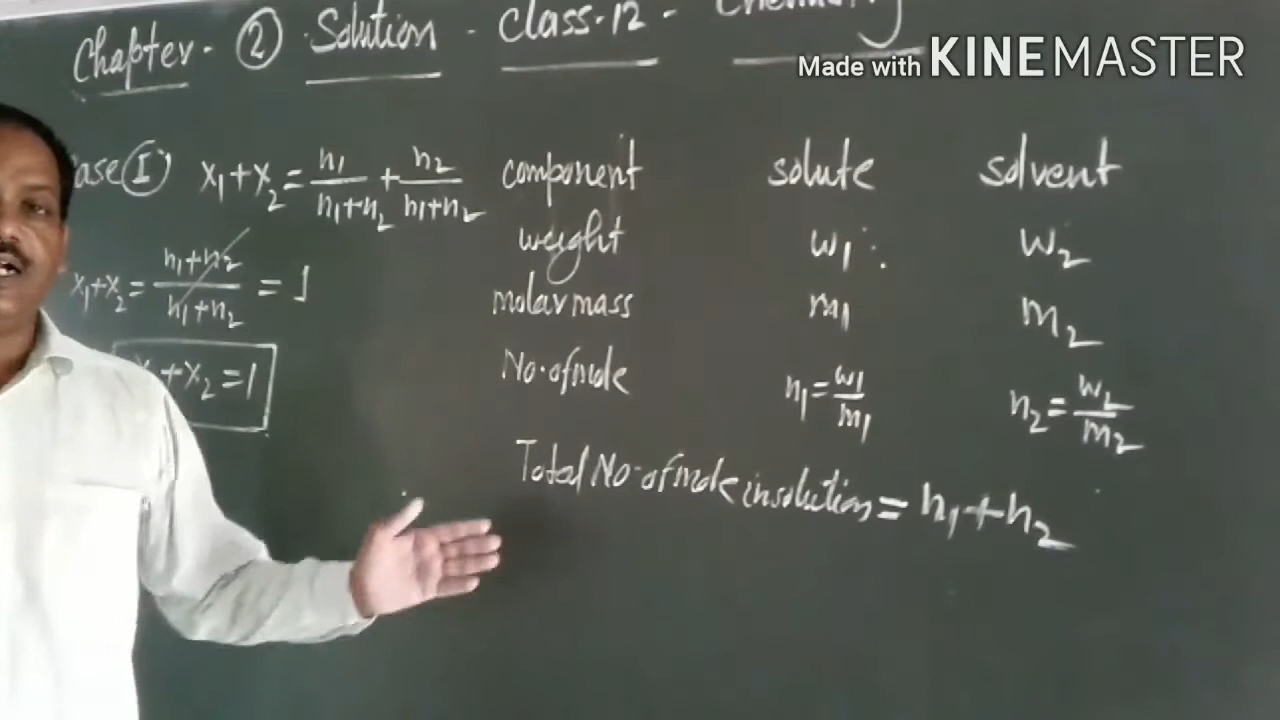 Chapter - ② Solution - Class-12 - Chemistry
Made with KINEMASTER
ase Ⓘ x₁+x₂ = n₁/n₁+n₂ + n₂/n₁+n₂
x₁+x₂ = n₁+n₂/n₁+n₂ = 1
x₁+x₂ = 1
component solute solvent
weight w₁ w₂
molar mass m₁ m₂
No. of mole n₁ = w₁/m₁ n₂ = w₂/m₂
Total No. of mole in solution = n₁+n₂